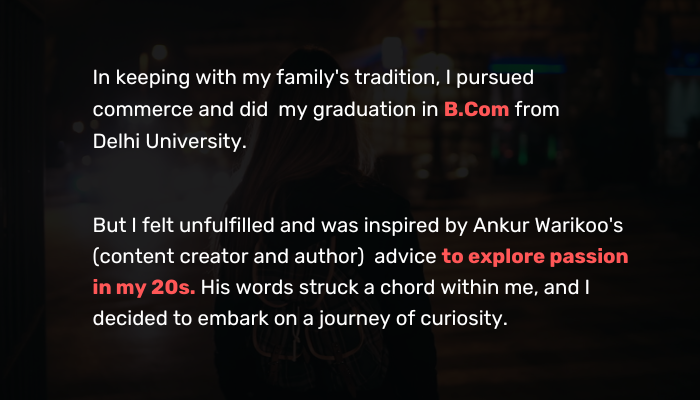 In keeping with my family's tradition, I pursued
commerce and did  my graduation in B.Com from
Delhi University.
But I felt unfulfilled and was inspired by Ankur Warikoo's
(content creator and author)  advice to explore passion
in my 20s. His words struck a chord within me, and I
decided to embark on a journey of curiosity.